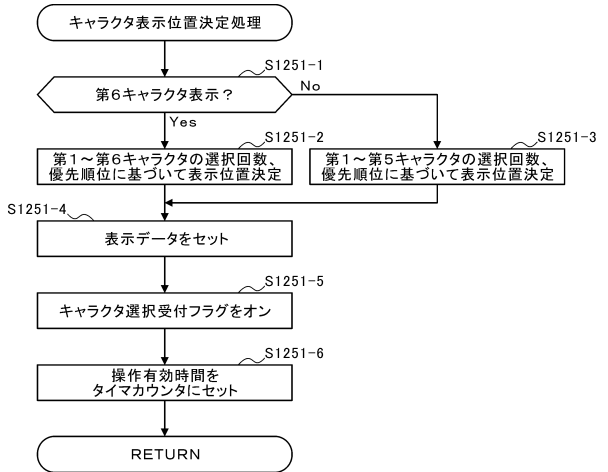 キャラクタ表示位置決定処理
S1251-1
第6キャラクタ表示？
No
Yes
S1251-2
第1～第6キャラクタの選択回数、
優先順位に基づいて表示位置決定
S1251-3
第1～第5キャラクタの選択回数、
優先順位に基づいて表示位置決定
S1251-4
表示データをセット
S1251-5
キャラクタ選択受付フラグをオン
S1251-6
操作有効時間を
タイマカウンタにセット
RETURN